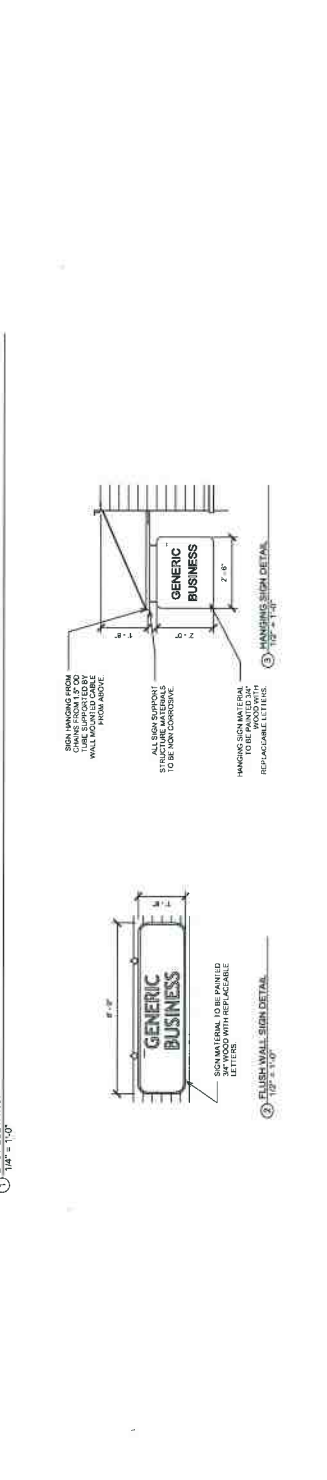 1
1/4" = 1'-0"
GENERIC
BUSINESS
SIGN MATERIAL TO BE PAINTED
3/4" WOOD WITH REPLACEABLE
LETTERS
2 FLUSH WALL SIGN DETAIL
1/2" = 1'-0"
SIGN HANGING FROM
CHAINS FROM 1.5" OD
TUBE SUPPORTED BY
WALL MOUNTED CABLE
FROM ABOVE.
ALL SIGN SUPPORT
STRUCTURE MATERIALS
TO BE NON CORROSIVE.
HANGING SIGN MATERIAL
TO BE PAINTED 3/4"
WOOD WITH
REPLACEABLE LETTERS.
1' - 8"
2' - 0"
GENERIC
BUSINESS
2' - 6"
3 HANGING SIGN DETAIL
1/2" = 1'-0"